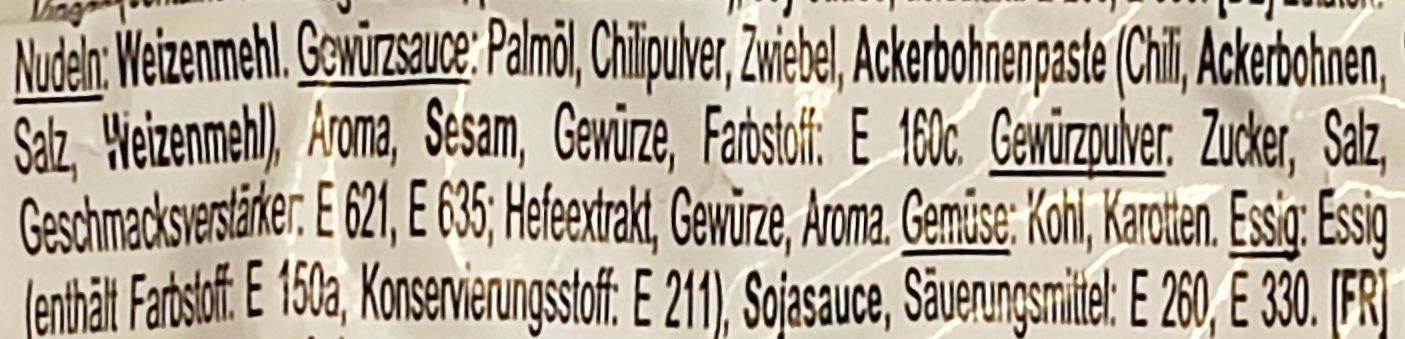 Nudeln: Weizenmehl. Gewürzsauce: Palmöl, Chilipulver, Zwiebel, Ackerbohnenpaste (Chili, Ackerbohnen,
Salz, Weizenmehl), Aroma, Sesam, Gewürze, Farbstoff: E 160c. Gewürzpulver: Zucker, Salz,
Geschmacksverstärker: E 621, E 635; Hefeextrakt, Gewürze, Aroma. Gemüse: Kohl, Karotten. Essig: Essig
(enthält Farbstoff: E 150a, Konservierungsstoff: E 211), Sojasauce, Säuerungsmittel: E 260, E 330. [FR]